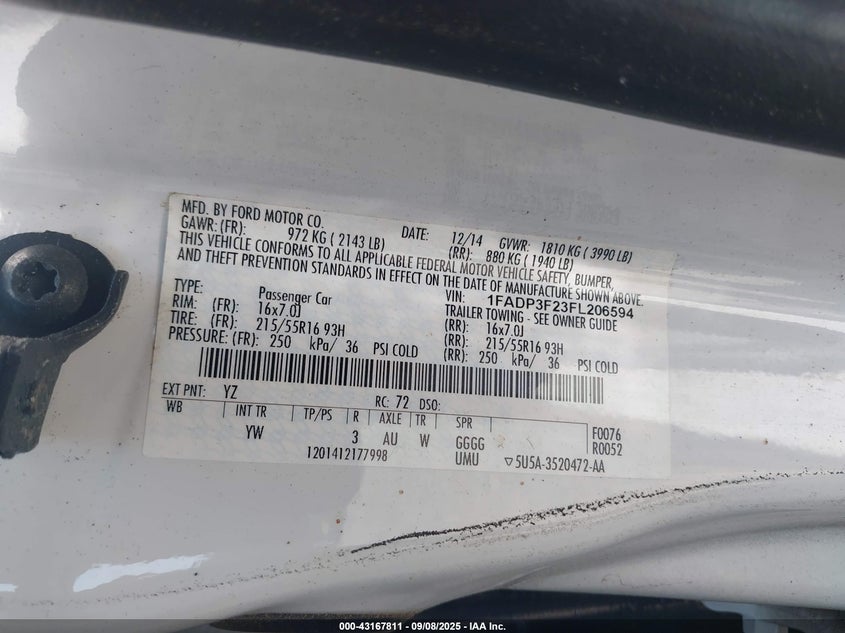 MFD. BY FORD MOTOR CO.
DATE: 12/14 GVWR: 1810 KG ( 3990 LB)
GAWR: (FR): 972 KG ( 2143 LB) (RR): 880 KG ( 1940 LB)
THIS VEHICLE CONFORMS TO ALL APPLICABLE FEDERAL MOTOR VEHICLE SAFETY, BUMPER,
AND THEFT PREVENTION STANDARDS IN EFFECT ON THE DATE OF MANUFACTURE SHOWN ABOVE.
VIN: 1FADP3F23FL206594
TYPE: Passenger Car TRAILER TOWING - SEE OWNER GUIDE
RIM: (FR): 16x7.0J (RR): 16x7.0J
TIRE: (FR): 215/55R16 93H (RR): 215/55R16 93H
PRESSURE: (FR): 250 kPa/ 36 PSI COLD (RR): 250 kPa/ 36 PSI COLD
EXT PNT: YZ RC: 72 DSO:
WB INT TR TP/PS R AXLE TR SPR
YW 3 AU W GGGG F0076
UMU R0052
1201412177998 ▽5U5A-3520472-AA
000-43167811 - 09/08/2025 - IAA Inc.